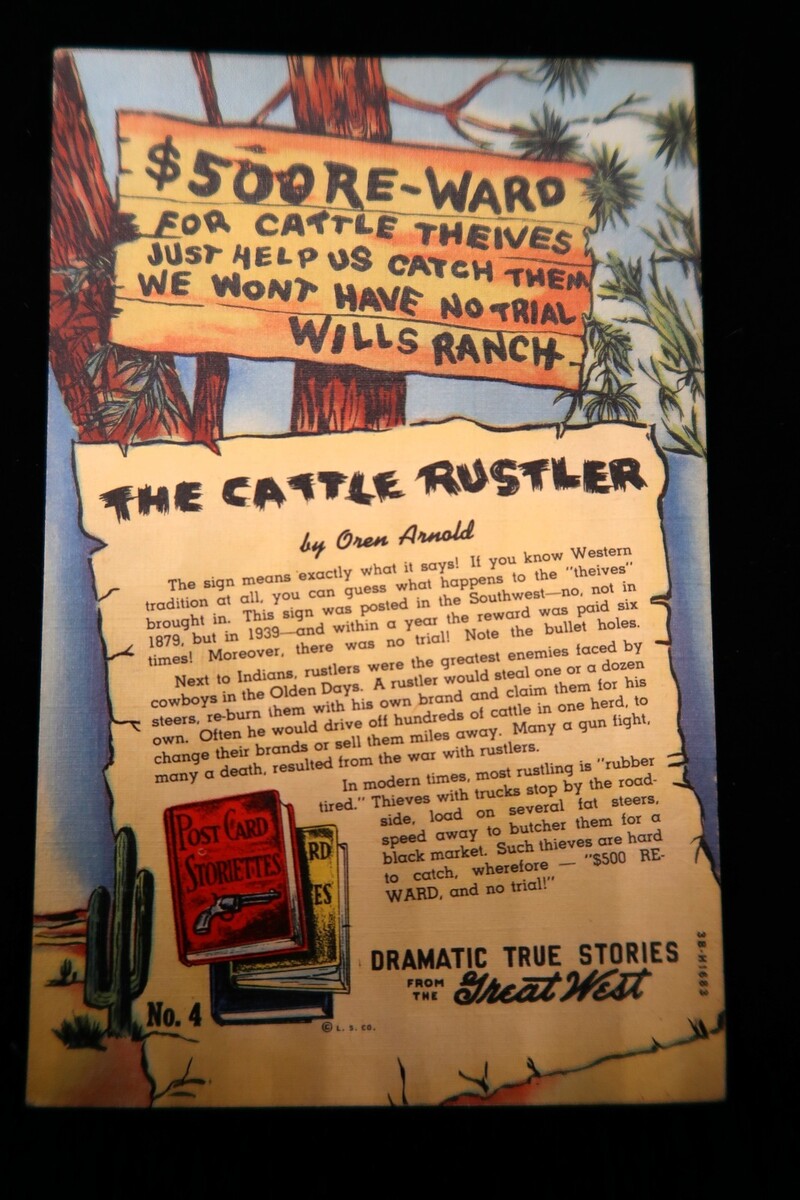 $500 RE-WARD
FOR CATTLE THEIVES
JUST HELP US CATCH THEM
WE WONT HAVE NO TRIAL
WILLS RANCH
THE CATTLE RUSTLER
by Oren Arnold
The sign means exactly what it says! If you know Western
tradition at all, you can guess what happens to the "theives"
brought in. This sign was posted in the Southwest—no, not in
1879, but in 1939—and within a year the reward was paid six
times! Moreover, there was no trial! Note the bullet holes.
Next to Indians, rustlers were the greatest enemies faced by
cowboys in the Olden Days. A rustler would steal one or a dozen
steers, re-burn them with his own brand and claim them for his
own. Often he would drive off hundreds of cattle in one herd, to
change their brands or sell them miles away. Many a gun fight,
many a death, resulted from the war with rustlers.
In modern times, most rustling is "rubber
tired." Thieves with trucks stop by the road-
side, load on several fat steers,
speed away to butcher them for a
black market. Such thieves are hard
to catch, wherefore — "$500 RE-
WARD, and no trial!"
POST CARD
STORIETTES
RD
ES
DRAMATIC TRUE STORIES
FROM THE Great West
No. 4
© L. S. CO.
3B-H1682